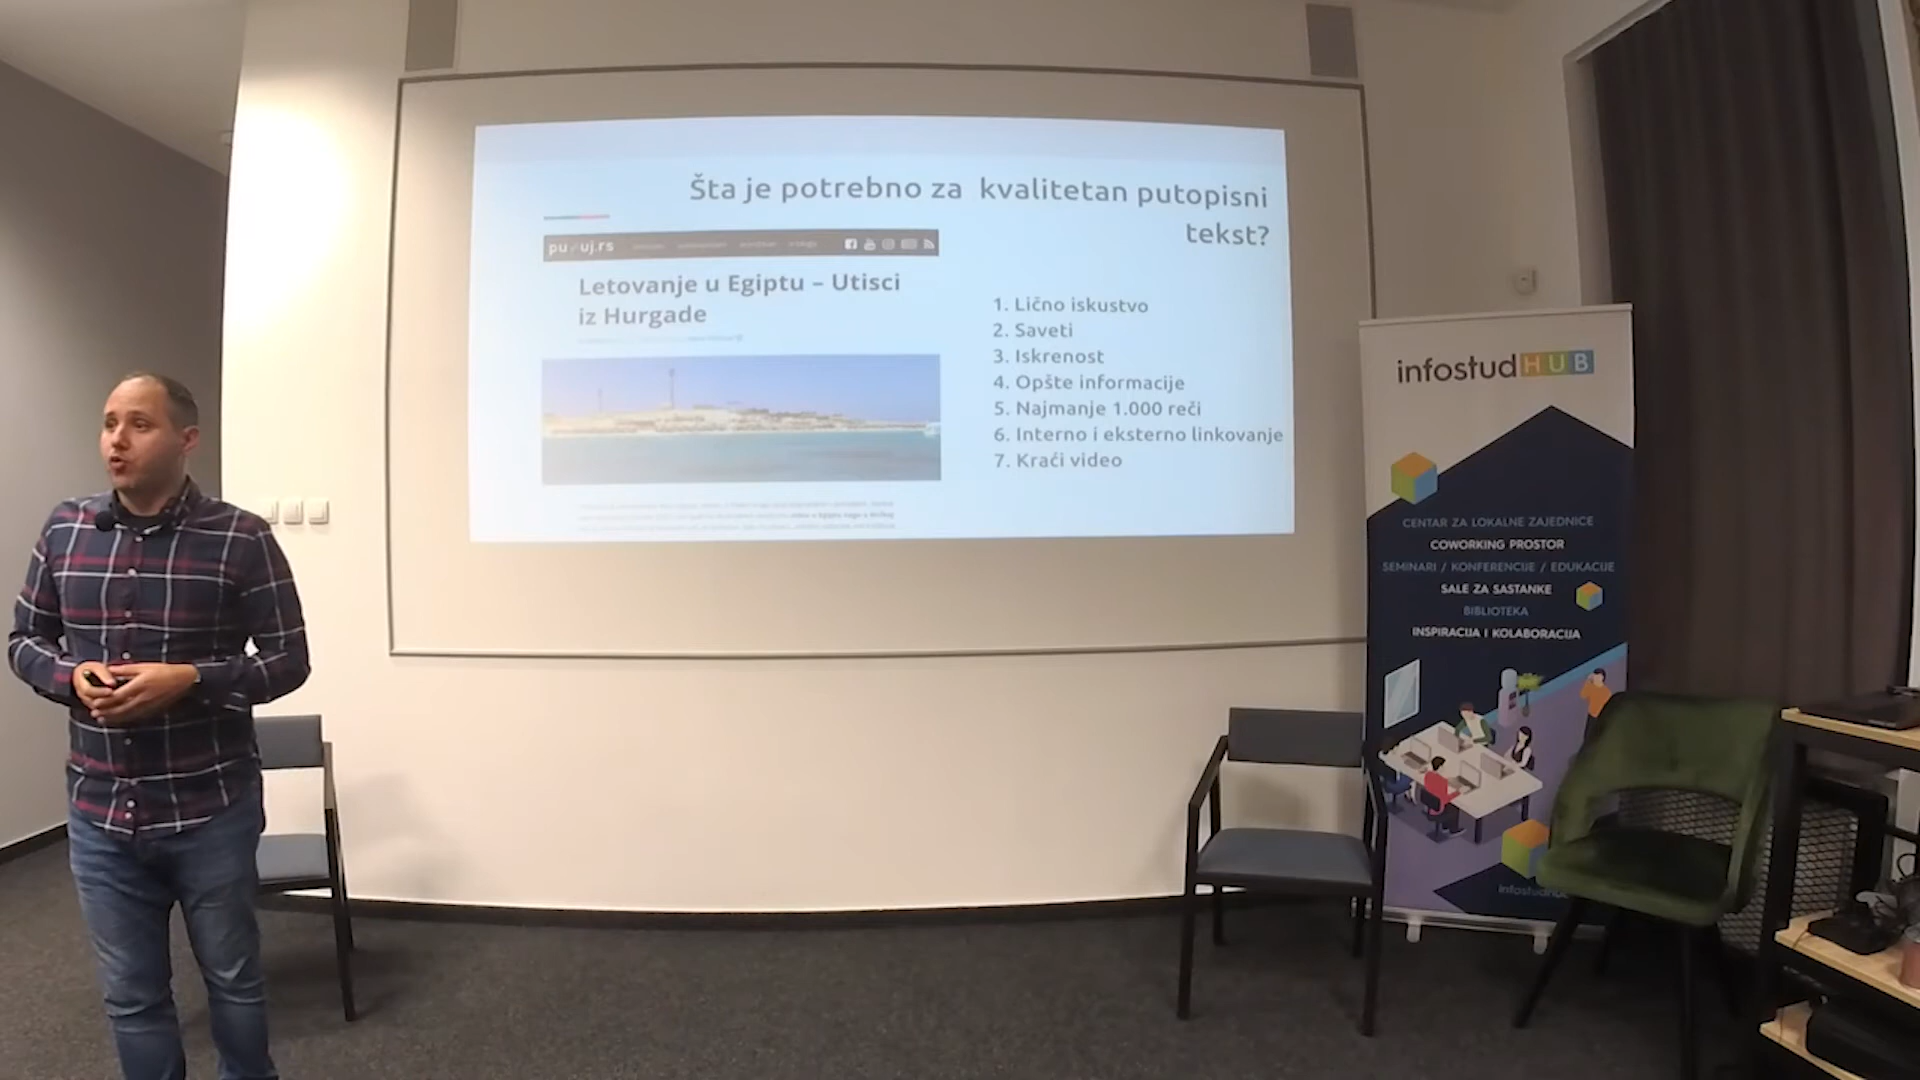 Šta je potrebno za kvalitetan putopisni
tekst?
Letovanje u Egiptu – Utisci
iz Hurgade
1. Lično iskustvo
2. Saveti
3. Iskrenost
4. Opšte informacije
5. Najmanje 1.000 reči
6. Interno i eksterno linkovanje
7. Kraći video
infostudHUB
CENTAR ZA LOKALNE ZAJEDNICE
COWORKING PROSTOR
SEMINARI / KONFERENCIJE / EDUKACIJE
SALE ZA SASTANKE
BIBLIOTEKA
INSPIRACIJA I KOLABORACIJA